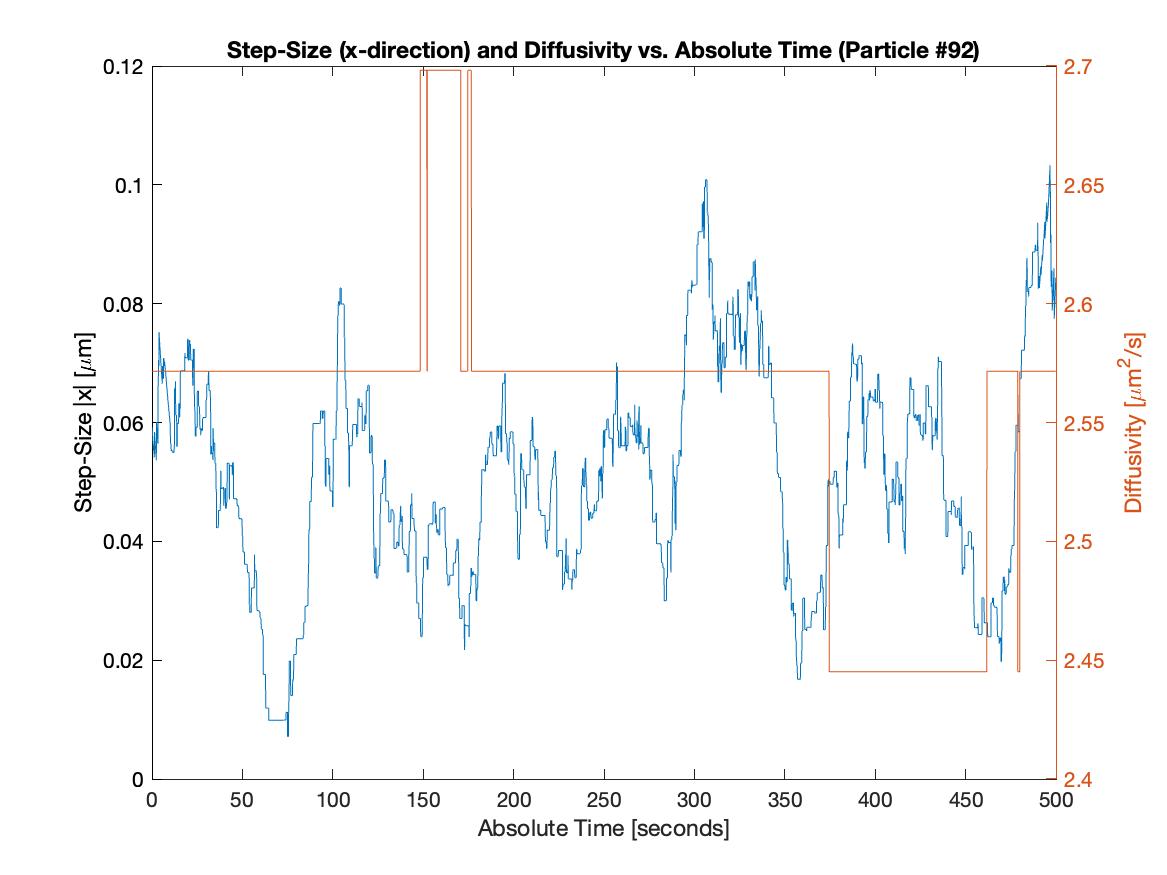 Step-Size (x-direction) and Diffusivity vs. Absolute Time (Particle #92)
0.12
0.1
0.08
0.06
0.04
0.02
0
Step-Size |x| [μm]
2.7
2.65
2.6
2.55
2.5
2.45
2.4
Diffusivity [μm²/s]
0 50 100 150 200 250 300 350 400 450 500
Absolute Time [seconds]